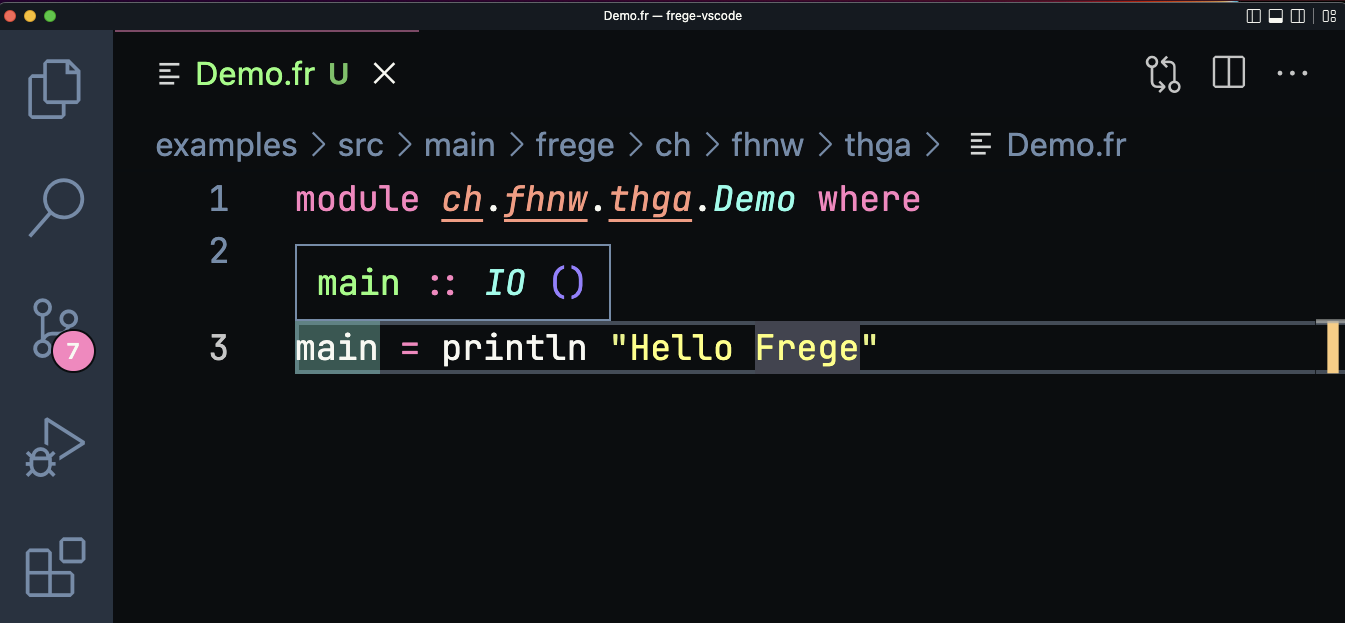 Demo.fr — frege-vscode
Demo.fr U
examples > src > main > frege > ch > fhnw > thga > Demo.fr
1 module ch.fhnw.thga.Demo where
2
main :: IO ()
3 main = println "Hello Frege"
7